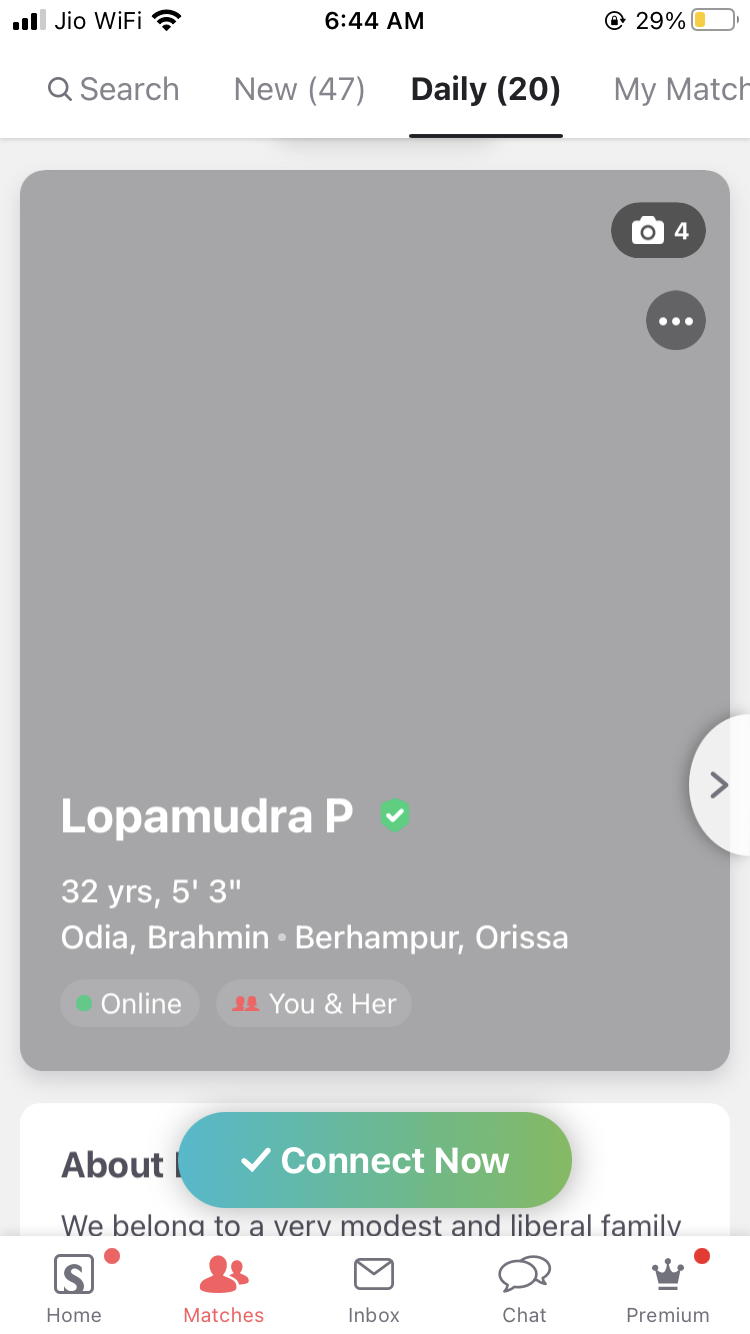 Jio WiFi 6:44 AM 29%
Search New (47) Daily (20) My Match
4
Lopamudra P
32 yrs, 5' 3"
Odia, Brahmin • Berhampur, Orissa
Online You & Her
About
Connect Now
We belong to a very modest and liberal family
Home Matches Inbox Chat Premium